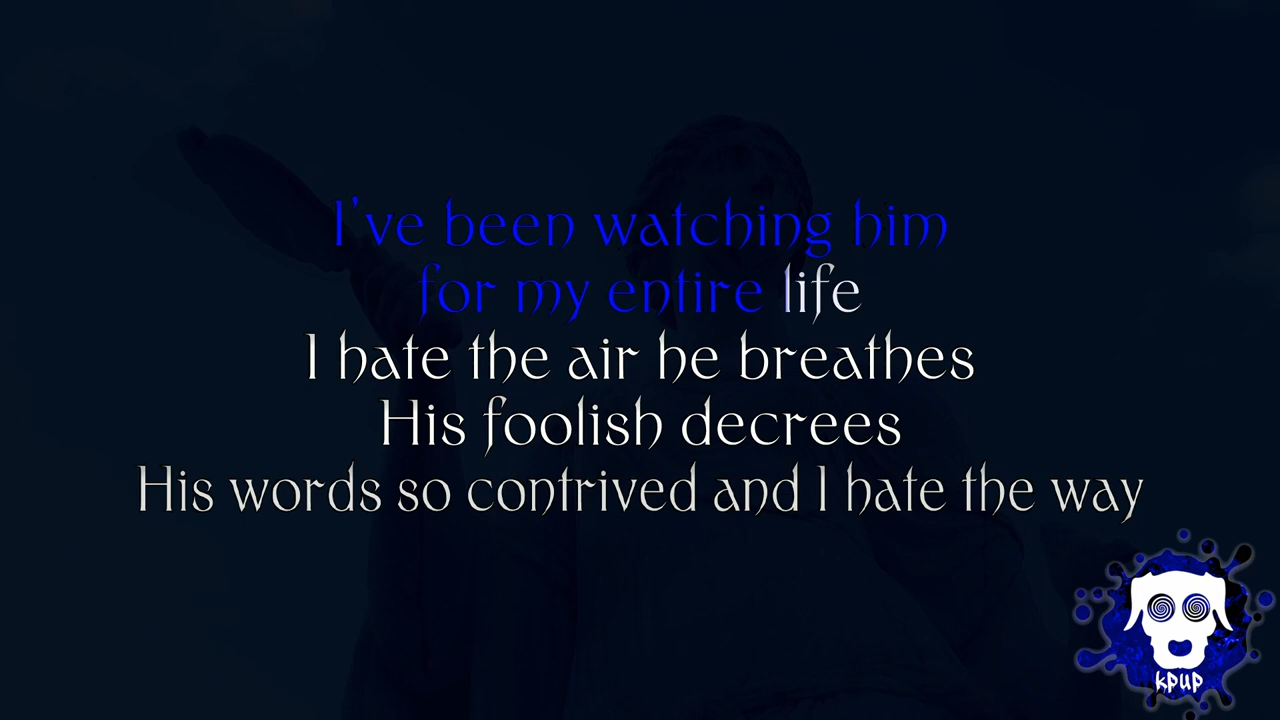 I've been watching him
for my entire life
I hate the air he breathes
His foolish decrees
His words so contrived and I hate the way
kpup